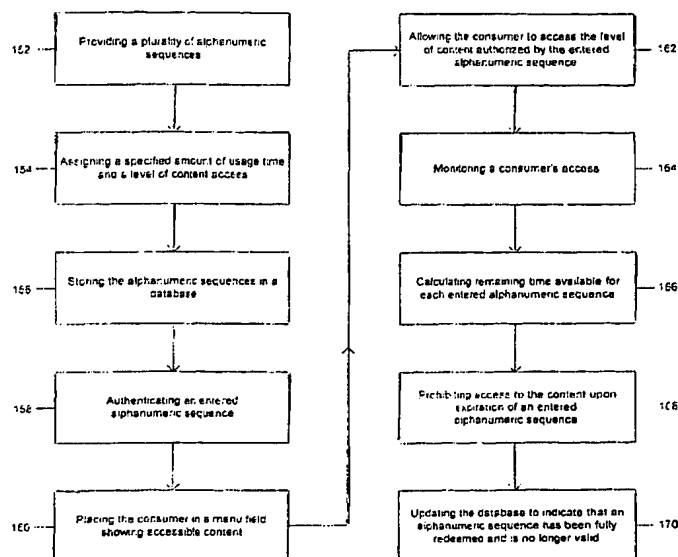 152
Providing a plurality of alphanumeric
sequences
154
Assigning a specified amount of usage time
and a level of content access
156
Storing the alphanumeric sequences in a
database
158
Authenticating an entered
alphanumeric sequence
160
Placing the consumer in a menu field
showing accessible content
Allowing the consumer to access the level
of content authorized by the entered
alphanumeric sequence
162
Monitoring a consumer's access
164
Calculating remaining time available for
each entered alphanumeric sequence
166
Prohibiting access to the content upon
expiration of an entered
alphanumeric sequence
168
Updating the database to indicate that an
alphanumeric sequence has been fully
redeemed and is no longer valid
170